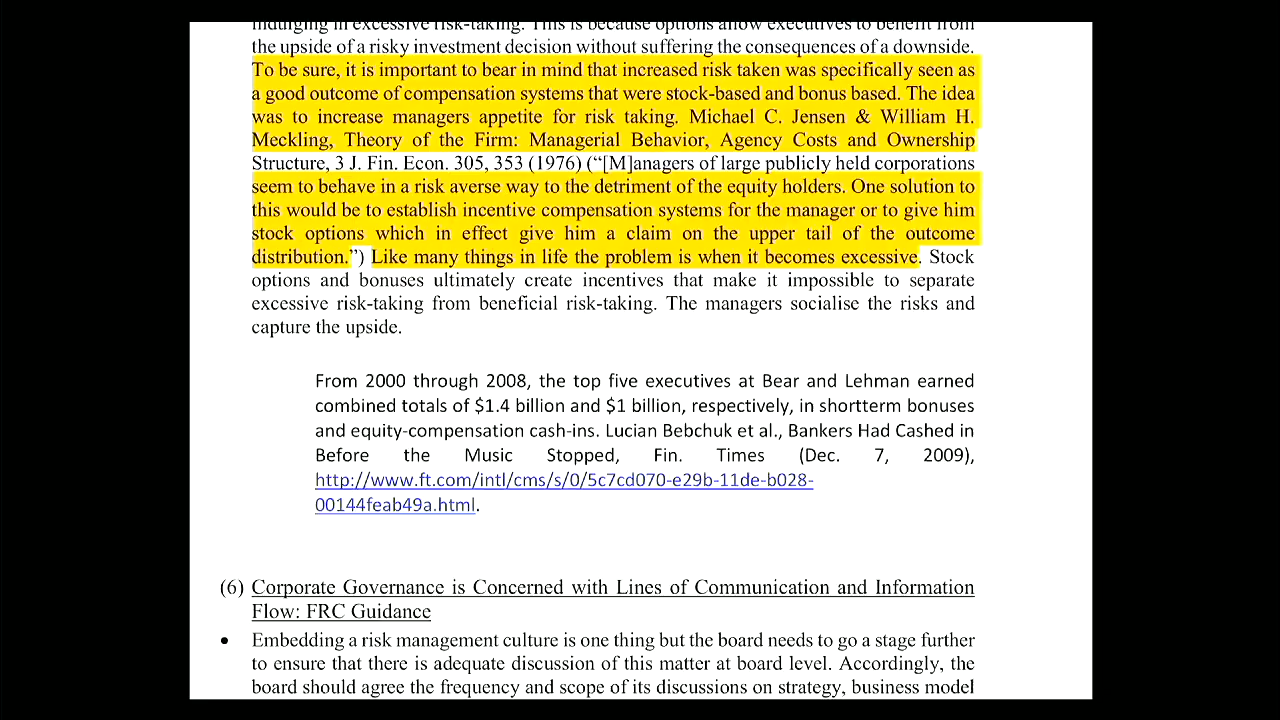 indulging in excessive risk-taking. This is because options allow executives to benefit from
the upside of a risky investment decision without suffering the consequences of a downside.
To be sure, it is important to bear in mind that increased risk taken was specifically seen as
a good outcome of compensation systems that were stock-based and bonus based. The idea
was to increase managers appetite for risk taking. Michael C. Jensen & William H.
Meckling, Theory of the Firm: Managerial Behavior, Agency Costs and Ownership
Structure, 3 J. Fin. Econ. 305, 353 (1976) (“[M]anagers of large publicly held corporations
seem to behave in a risk averse way to the detriment of the equity holders. One solution to
this would be to establish incentive compensation systems for the manager or to give him
stock options which in effect give him a claim on the upper tail of the outcome
distribution.”) Like many things in life the problem is when it becomes excessive. Stock
options and bonuses ultimately create incentives that make it impossible to separate
excessive risk-taking from beneficial risk-taking. The managers socialise the risks and
capture the upside.
From 2000 through 2008, the top five executives at Bear and Lehman earned
combined totals of $1.4 billion and $1 billion, respectively, in shortterm bonuses
and equity-compensation cash-ins. Lucian Bebchuk et al., Bankers Had Cashed in
Before the Music Stopped, Fin. Times (Dec. 7, 2009),
http://www.ft.com/intl/cms/s/0/5c7cd070-e29b-11de-b028-
00144feab49a.html.
(6) Corporate Governance is Concerned with Lines of Communication and Information
Flow: FRC Guidance
• Embedding a risk management culture is one thing but the board needs to go a stage further
to ensure that there is adequate discussion of this matter at board level. Accordingly, the
board should agree the frequency and scope of its discussions on strategy, business model